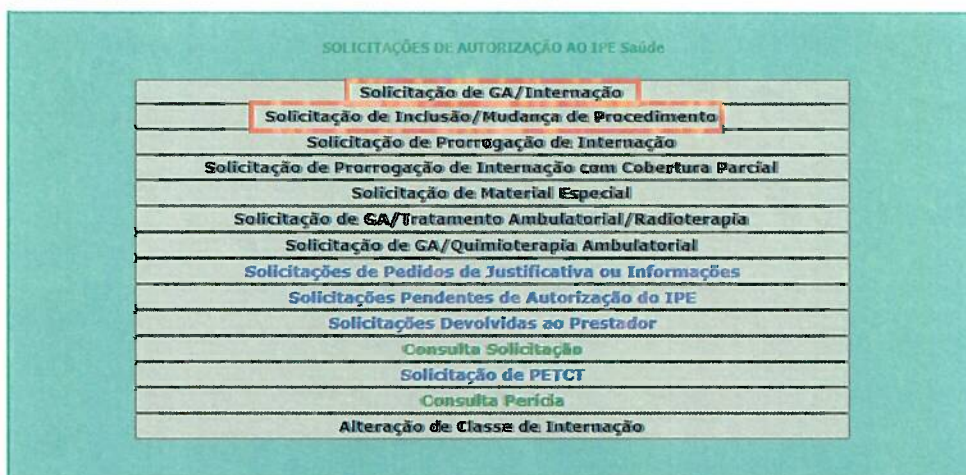 SOLICITAÇÕES DE AUTORIZAÇÃO AO IPE Saúde
Solicitação de GA/Internação
Solicitação de Inclusão/Mudança de Procedimento
Solicitação de Prorrogação de Internação
Solicitação de Prorrogação de Internação com Cobertura Parcial
Solicitação de Material Especial
Solicitação de GA/Tratamento Ambulatorial/Radioterapia
Solicitação de GA/Quimioterapia Ambulatorial
Solicitações de Pedidos de Justificativa ou Informações
Solicitações Pendentes de Autorização do IPE
Solicitações Devolvidas ao Prestador
Consulta Solicitação
Solicitação de PETCT
Consulta Perícia
Alteração de Classe de Internação